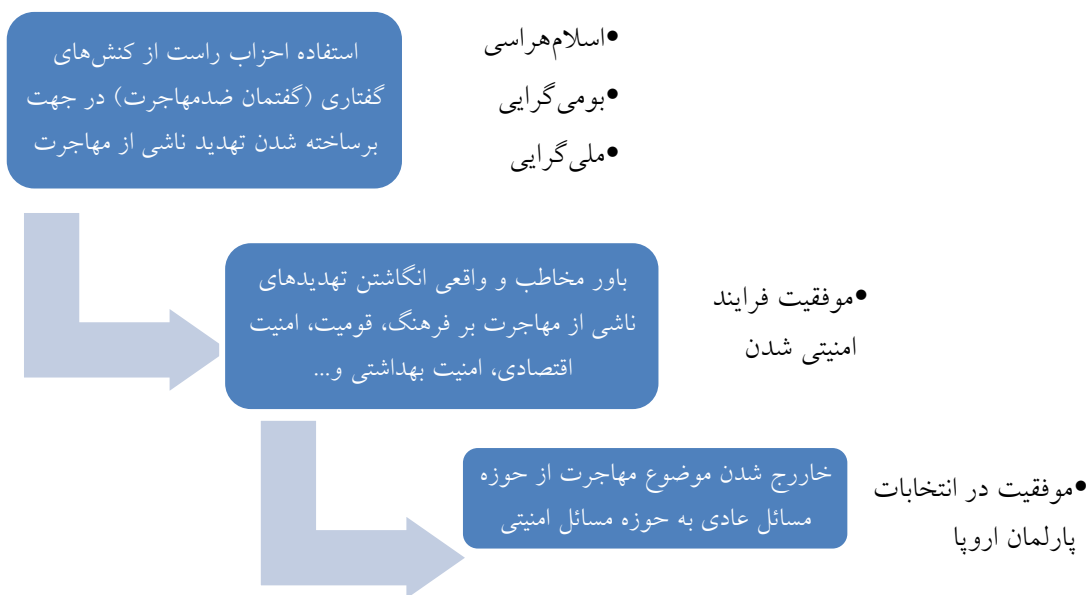 استفاده احزاب راست از کنش‌های
گفتاری (گفتمان ضدمهاجرت) در جهت
برساخته شدن تهدید ناشی از مهاجرت
•اسلام‌هراسی
•بومی‌گرایی
•ملی‌گرایی
باور مخاطب و واقعی انگاشتن تهدیدهای
ناشی از مهاجرت بر فرهنگ، قومیت، امنیت
اقتصادی، امنیت بهداشتی و...
•موفقیت فرایند
امنیتی شدن
خاررج شدن موضوع مهاجرت از حوزه
مسائل عادی به حوزه مسائل امنیتی
•موفقیت در انتخابات
پارلمان اروپا